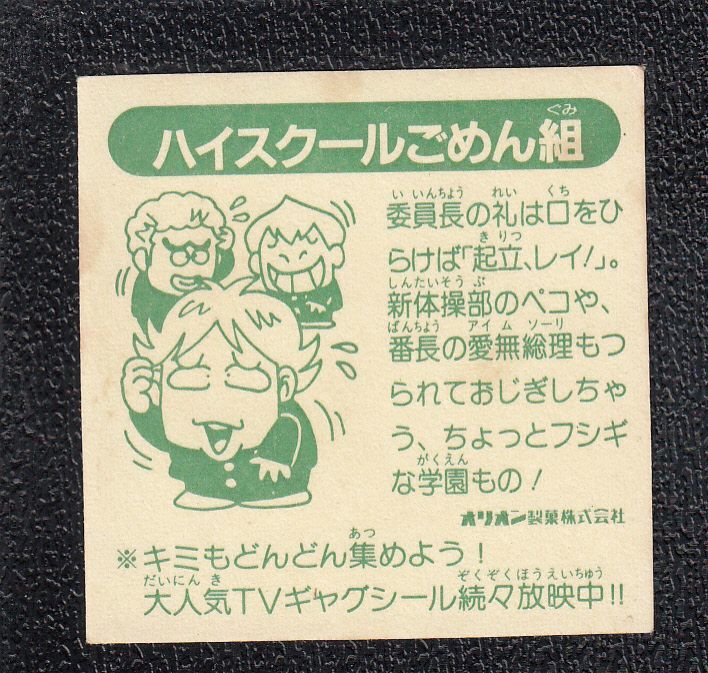 ハイスクールごめん組
ぐみ
い いんちょう れい くち
委員長の礼は口をひ
きりつ
らけば「起立、レイ!」。
しんたいそうぶ
新体操部のペコや、
ばんちょう アイム ソーリ
番長の愛無総理もつ
られておじぎしちゃ
う、ちょっとフシギ
がくえん
な学園もの!
オリオン製菓株式会社
あつ
※キミもどんどん集めよう!
だいにんき ぞくぞくほうえいちゅう
大人気TVギャグシール続々放映中!!